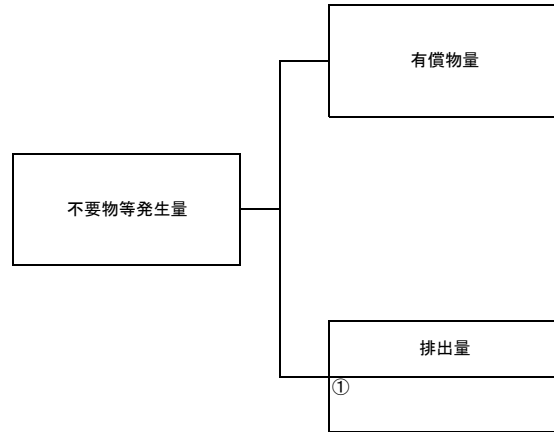 有償物量
不要物等発生量
排出量
①